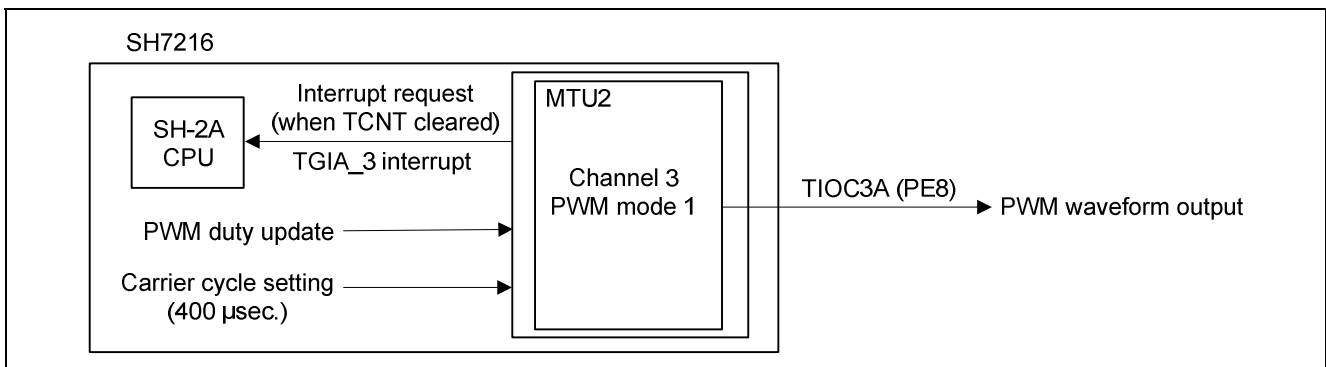 SH7216
SH-2A
CPU
Interrupt request
(when TCNT cleared)
TGIA_3 interrupt
MTU2
Channel 3
PWM mode 1
TIOC3A (PE8)
PWM waveform output
PWM duty update
Carrier cycle setting
(400 µsec.)